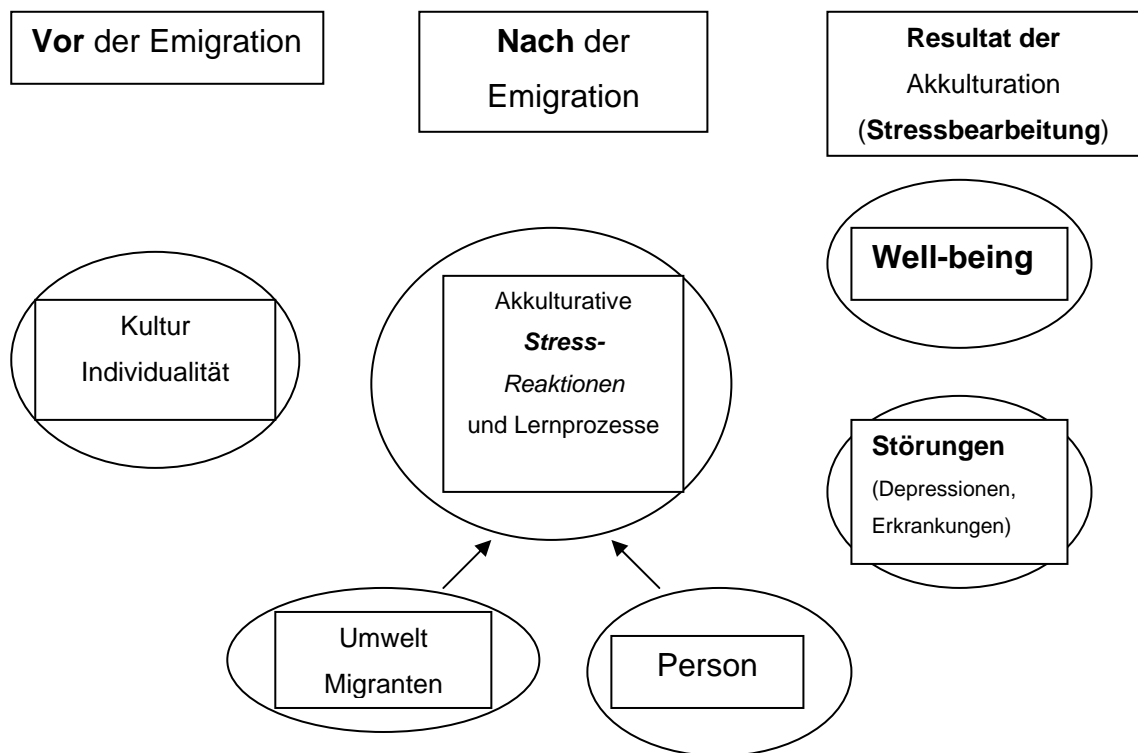 Vor der Emigration
Nach der
Emigration
Resultat der
Akkulturation
(Stressbearbeitung)
Kultur
Individualität
Akkulturative
Stress-
Reaktionen
und Lernprozesse
Well-being
Störungen
(Depressionen,
Erkrankungen)
Umwelt
Migranten
Person